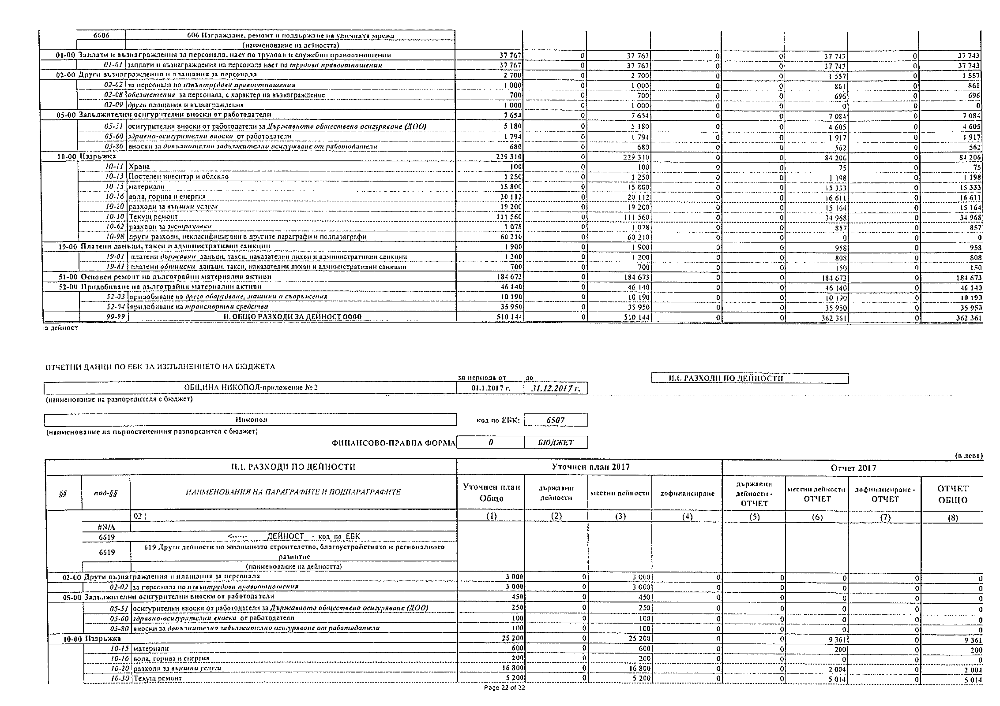 6606 606 Изграждане, ремонт и поддържане на уличната мрежа
(наименование на дейността)
01-00 Заплати и възнаграждения за персонала, нает по трудови и служебни правоотношения 37 767 0 37 767 0 0 37 743 0 37 743
01-01 заплати и възнаграждения на персонала нает по трудови правоотношения 37 767 0 37 767 0 0 37 743 0 37 743
02-00 Други възнаграждения и плащания за персонала 2 700 0 2 700 0 0 1 557 0 1 557
02-02 за персонала по извънтрудови правоотношения 1 000 0 1 000 0 0 861 0 861
02-08 обезщетения за персонала, с характер на възнаграждение 700 0 700 0 0 696 0 696
02-09 други плащания и възнаграждения 1 000 0 1 000 0 0 0 0 0
05-00 Задължителни осигурителни вноски от работодатели 7 654 0 7 654 0 0 7 084 0 7 084
05-51 осигурителни вноски от работодатели за Държавното обществено осигуряване (ДОО) 5 180 0 5 180 0 0 4 605 0 4 605
05-60 здравно-осигурителни вноски от работодатели 1 794 0 1 794 0 0 1 917 0 1 917
05-80 вноски за допълнително задължително осигуряване от работодатели 680 0 680 0 0 562 0 562
10-00 Издръжка 229 310 0 229 310 0 0 84 206 0 84 206
10-11 Храна 100 0 100 0 0 75 0 75
10-13 Постелен инвентар и облекло 1 250 0 1 250 0 0 1 198 0 1 198
10-15 материали 15 800 0 15 800 0 0 15 333 0 15 333
10-16 вода, горива и енергия 20 112 0 20 112 0 0 16 611 0 16 611
10-20 разходи за външни услуги 19 200 0 19 200 0 0 15 164 0 15 164
10-30 Текущ ремонт 111 560 0 111 560 0 0 34 968 0 34 968
10-62 разходи за застраховки 1 078 0 1 078 0 0 857 0 857
10-98 други разходи, некласифицирани в другите параграфи и подпараграфи 60 210 0 60 210 0 0 0 0 0
19-00 Платени данъци, такси и административни санкции 1 900 0 1 900 0 0 958 0 958
19-01 платени държавни данъци, такси, наказателни лихви и административни санкции 1 200 0 1 200 0 0 808 0 808
19-81 платени общински данъци, такси, наказателни лихви и административни санкции 700 0 700 0 0 150 0 150
51-00 Основен ремонт на дълготрайни материални активи 184 673 0 184 673 0 0 184 673 0 184 673
52-00 Придобиване на дълготрайни материални активи 46 140 0 46 140 0 0 46 140 0 46 140
52-03 придобиване на друго оборудване, машини и съоръжения 10 190 0 10 190 0 0 10 190 0 10 190
52-04 придобиване на транспортни средства 35 950 0 35 950 0 0 35 950 0 35 950
99-99 II. ОБЩО РАЗХОДИ ЗА ДЕЙНОСТ 0000 510 144 0 510 144 0 0 362 361 0 362 361
на дейност
ОТЧЕТНИ ДАННИ ПО ЕБК ЗА ИЗПЪЛНЕНИЕТО НА БЮДЖЕТА
за периода от до II.1. РАЗХОДИ ПО ДЕЙНОСТИ
ОБЩИНА НИКОПОЛ-приложение №2 01.1.2017 г. 31.12.2017 г.
(наименование на разпоредителя с бюджет)
Никопол код по ЕБК: 6507
(наименование на първостепенния разпоредител с бюджет)
ФИНАНСОВО-ПРАВНА ФОРМА 0 БЮДЖЕТ
(в лева)
II.1. РАЗХОДИ ПО ДЕЙНОСТИ Уточнен план 2017 Отчет 2017
§§ под-§§ НАИМЕНОВАНИЯ НА ПАРАГРАФИТЕ И ПОДПАРАГРАФИТЕ Уточнен план Общо държавни дейности местни дейности дофинансиране държавни дейности - ОТЧЕТ местни дейности ОТЧЕТ дофинансиране - ОТЧЕТ ОТЧЕТ ОБЩО
02 (1) (2) (3) (4) (5) (6) (7) (8)
#N/A
6619 <------ ДЕЙНОСТ - код по ЕБК
6619 619 Други дейности по жилищното строителство, благоустройството и регионалното
развитие
(наименование на дейността)
02-00 Други възнаграждения и плащания за персонала 3 000 0 3 000 0 0 0 0 0
02-02 за персонала по извънтрудови правоотношения 3 000 0 3 000 0 0 0 0 0
05-00 Задължителни осигурителни вноски от работодатели 450 0 450 0 0 0 0 0
05-51 осигурителни вноски от работодатели за Държавното обществено осигуряване (ДОО) 250 0 250 0 0 0 0 0
05-60 здравно-осигурителни вноски от работодатели 100 0 100 0 0 0 0 0
05-80 вноски за допълнително задължително осигуряване от работодатели 100 0 100 0 0 0 0 0
10-00 Издръжка 25 200 0 25 200 0 0 9 361 0 9 361
10-15 материали 600 0 600 0 0 200 0 200
10-16 вода, горива и енергия 200 0 200 0 0 0 0 0
10-20 разходи за външни услуги 16 800 0 16 800 0 0 2 004 0 2 004
10-30 Текущ ремонт 5 200 0 5 200 0 0 5 014 0 5 014
Page 22 of 32